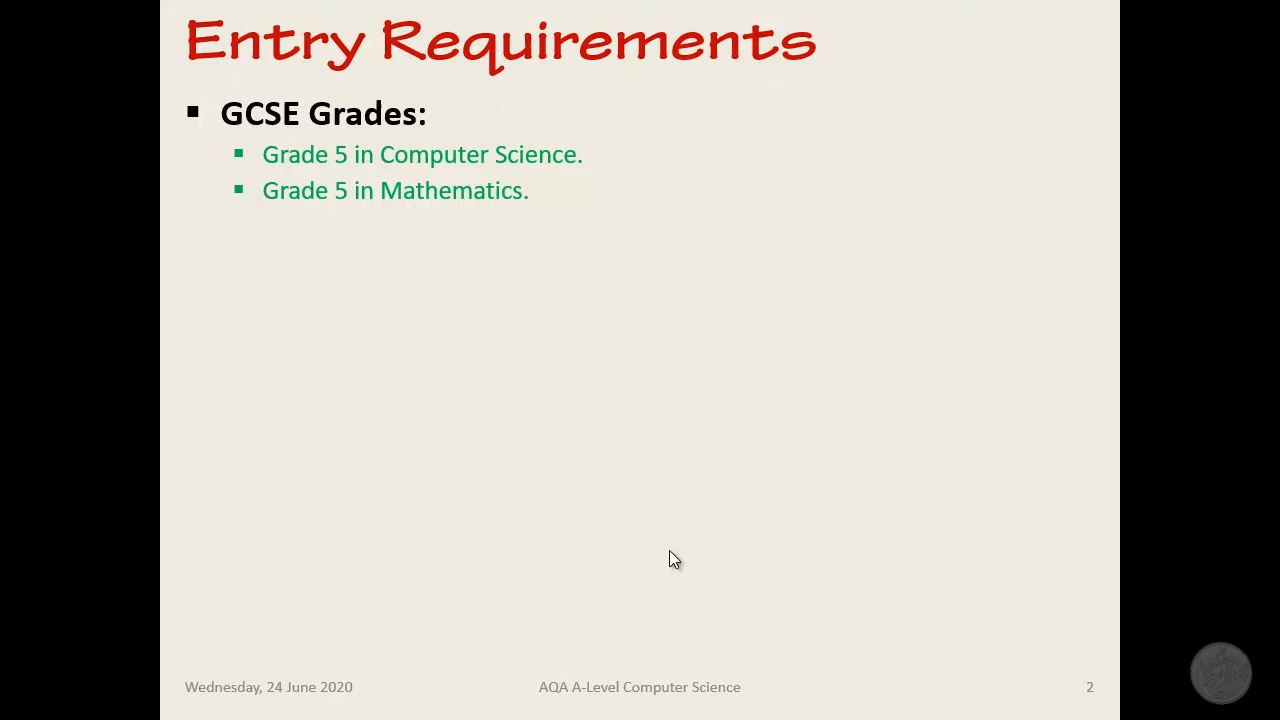 Entry Requirements
▪ GCSE Grades:
▪ Grade 5 in Computer Science.
▪ Grade 5 in Mathematics.
Wednesday, 24 June 2020
AQA A-Level Computer Science
2